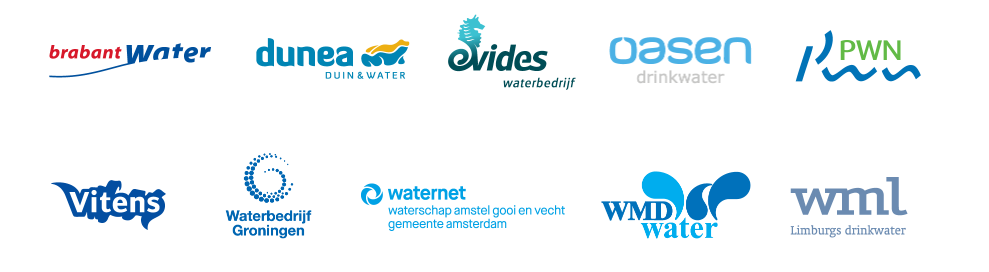 brabant Water
dunea
DUIN & WATER
evides
waterbedrijf
oasen
drinkwater
PWN
Vitens
Waterbedrijf
Groningen
waternet
waterschap amstel gooi en vecht
gemeente amsterdam
WMD
water
wml
Limburgs drinkwater